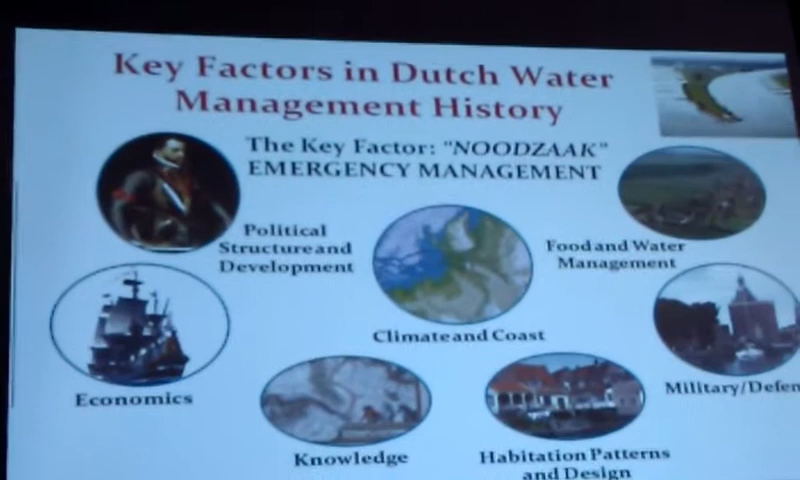 Key Factors in Dutch Water
Management History
The Key Factor: "NOODZAAK"
EMERGENCY MANAGEMENT
Political
Structure and
Development
Food and Water
Management
Climate and Coast
Economics
Military/Defen
Knowledge
Habitation Patterns
and Design